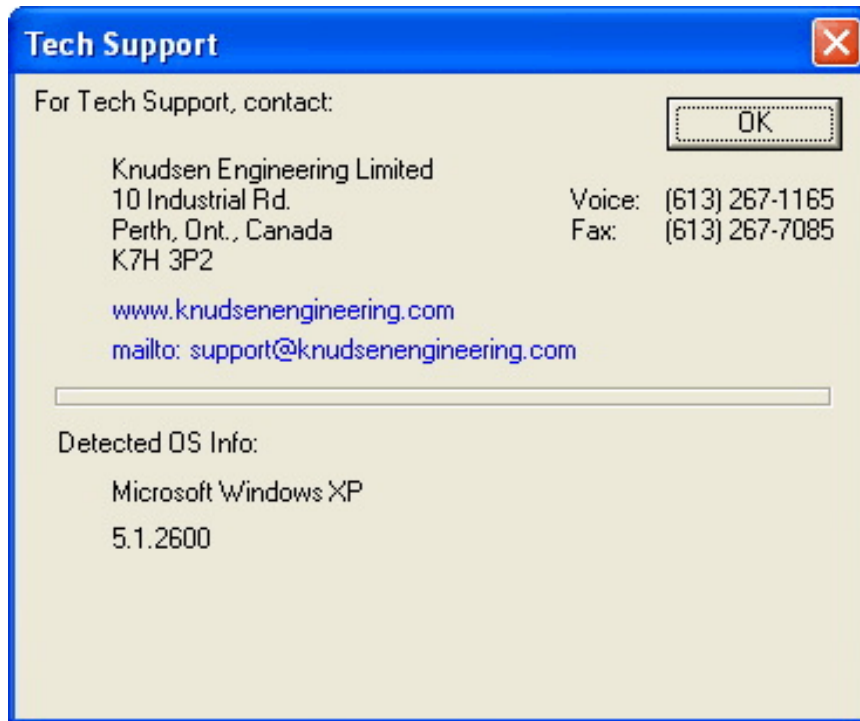 Tech Support
For Tech Support, contact:
OK
Knudsen Engineering Limited
10 Industrial Rd.
Perth, Ont., Canada
K7H 3P2
Voice: (613) 267-1165
Fax: (613) 267-7085
www.knudsenengineering.com
mailto: support@knudsenengineering.com
Detected OS Info:
Microsoft Windows XP
5.1.2600